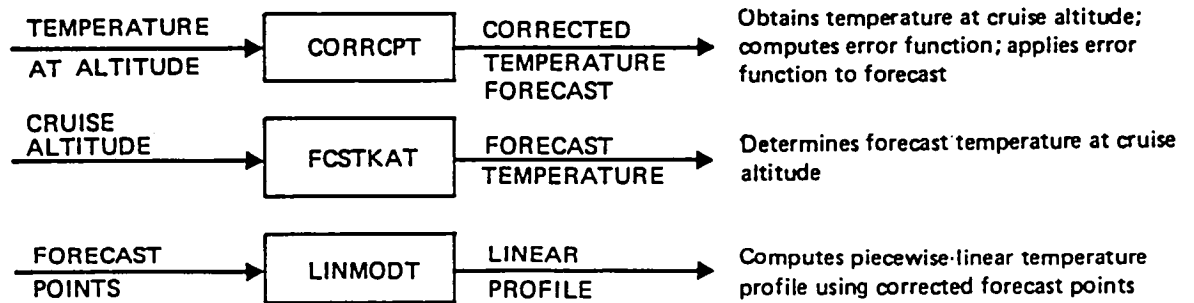 TEMPERATURE
AT ALTITUDE
CORRCPT
CORRECTED
TEMPERATURE
FORECAST
Obtains temperature at cruise altitude;
computes error function; applies error
function to forecast
CRUISE
ALTITUDE
FCSTKAT
FORECAST
TEMPERATURE
Determines forecast temperature at cruise
altitude
FORECAST
POINTS
LINMODT
LINEAR
PROFILE
Computes piecewise-linear temperature
profile using corrected forecast points